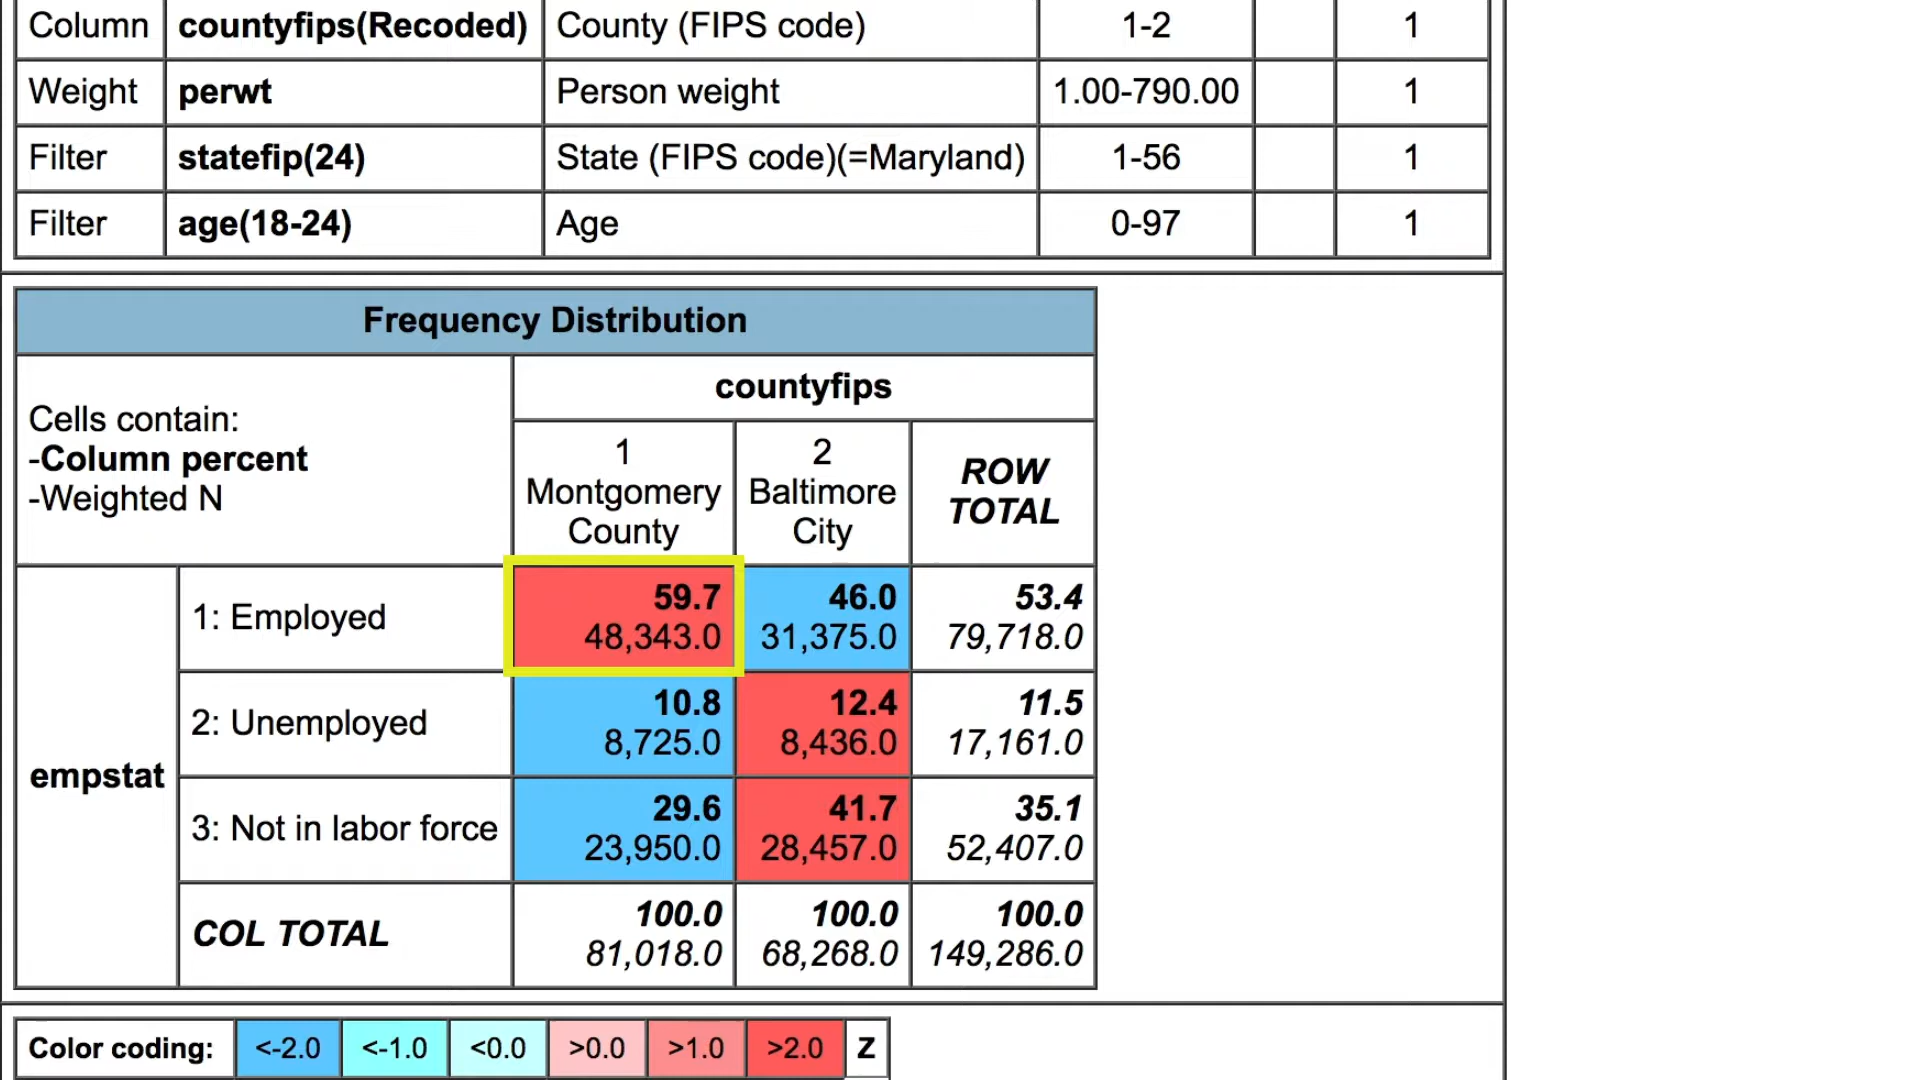 Column countyfips(Recoded) County (FIPS code) 1-2 1
Weight perwt Person weight 1.00-790.00 1
Filter statefip(24) State (FIPS code)(=Maryland) 1-56 1
Filter age(18-24) Age 0-97 1
Frequency Distribution
Cells contain:
-Column percent
-Weighted N
countyfips
1
Montgomery
County
2
Baltimore
City
ROW
TOTAL
empstat
1: Employed
59.7 46.0 53.4
48,343.0 31,375.0 79,718.0
2: Unemployed
10.8 12.4 11.5
8,725.0 8,436.0 17,161.0
3: Not in labor force
29.6 41.7 35.1
23,950.0 28,457.0 52,407.0
COL TOTAL
100.0 100.0 100.0
81,018.0 68,268.0 149,286.0
Color coding: <-2.0 <-1.0 <0.0 >0.0 >1.0 >2.0 Z